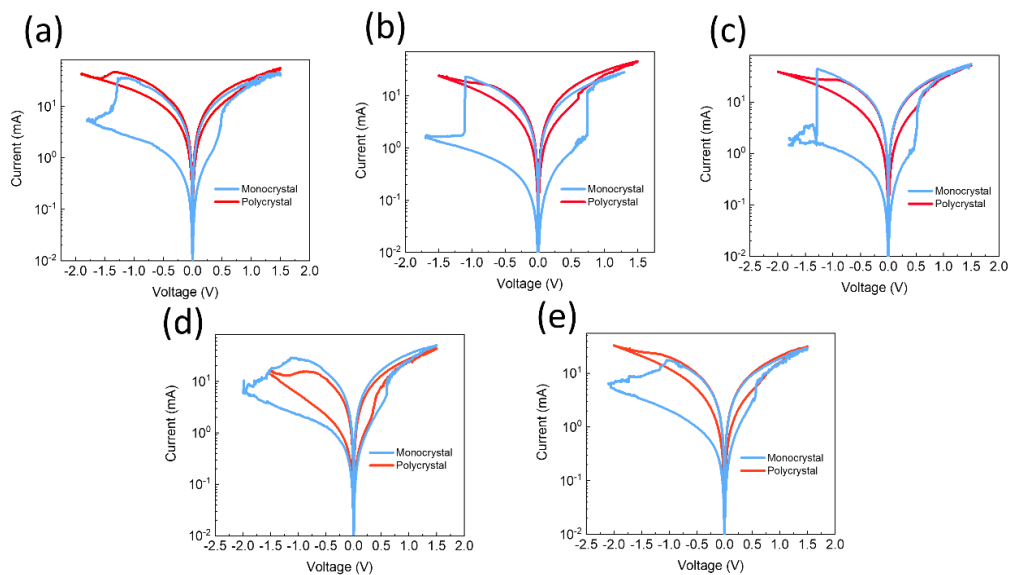 (a)
Current (mA)
10^1
10^0
10^-1
10^-2
Monocrystal
Polycrystal
-2.0 -1.5 -1.0 -0.5 0.0 0.5 1.0 1.5 2.0
Voltage (V)
(b)
Current (mA)
10^1
10^0
10^-1
10^-2
Monocrystal
Polycrystal
-2.0 -1.5 -1.0 -0.5 0.0 0.5 1.0 1.5
Voltage (V)
(c)
Current (mA)
10^1
10^0
10^-1
10^-2
Monocrystal
Polycrystal
-2.5 -2.0 -1.5 -1.0 -0.5 0.0 0.5 1.0 1.5 2.0
Voltage (V)
(d)
Current (mA)
10^1
10^0
10^-1
10^-2
Monocrystal
Polycrystal
-2.5 -2.0 -1.5 -1.0 -0.5 0.0 0.5 1.0 1.5 2.0
Voltage (V)
(e)
Current (mA)
10^1
10^0
10^-1
10^-2
Monocrystal
Polycrystal
-2.5 -2.0 -1.5 -1.0 -0.5 0.0 0.5 1.0 1.5 2.0
Voltage (V)